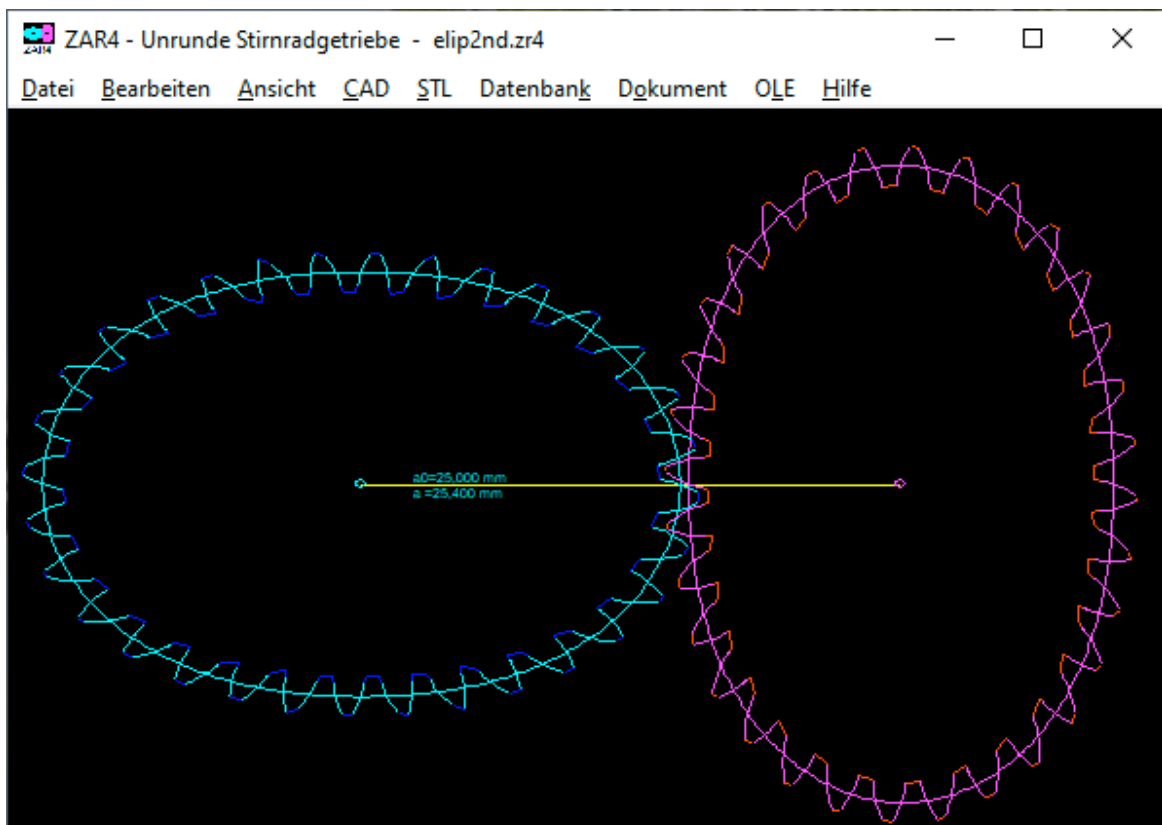 ZAR4 - Unrunde Stirnradgetriebe - elip2nd.zr4
Datei Bearbeiten Ansicht CAD STL Datenbank Dokument OLE Hilfe
a0=25,000 mm
a =25,400 mm